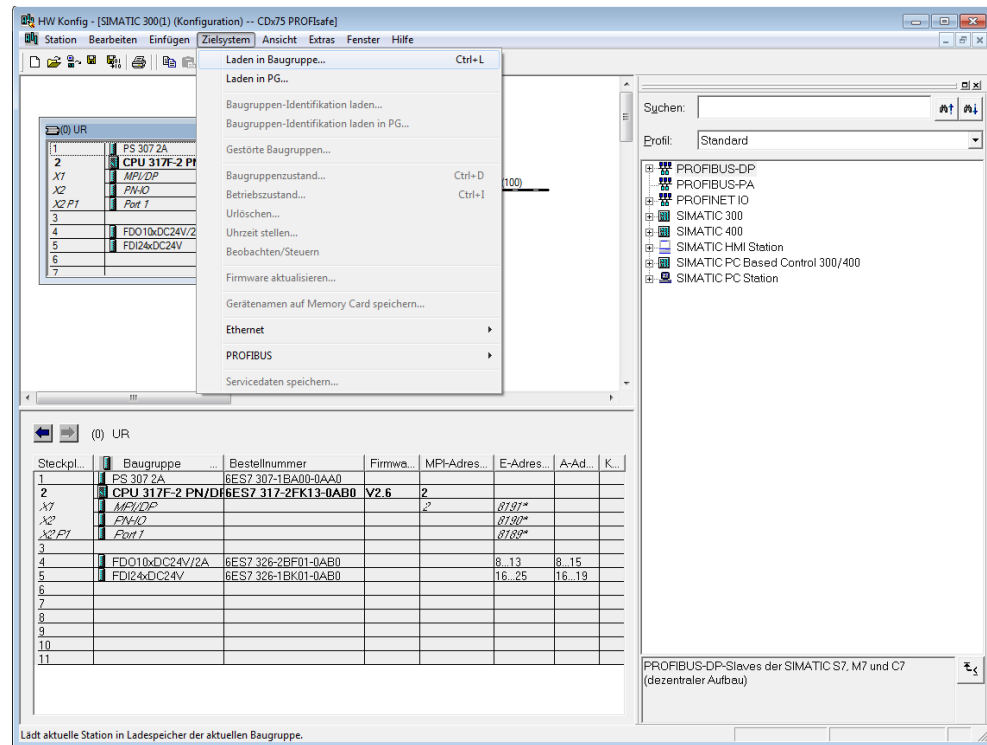 HW Konfig - [SIMATIC 300(1) (Konfiguration) -- CDx75 PROFIsafe]
Station Bearbeiten Einfügen Zielsystem Ansicht Extras Fenster Hilfe
Laden in Baugruppe... Ctrl+L
Laden in PG...
Baugruppen-Identifikation laden...
Baugruppen-Identifikation laden in PG...
Gestörte Baugruppen...
Baugruppenzustand... Ctrl+D
Betriebszustand... Ctrl+I
Urlöschen...
Uhrzeit stellen...
Beobachten/Steuern
Firmware aktualisieren...
Gerätenamen auf Memory Card speichern...
Ethernet
PROFIBUS
Servicedaten speichern...
(0) UR
1 PS 307 2A
2 CPU 317F-2 PN
X1 MPI/DP
X2 PN-IO
X2 P1 Port 1
3
4 FDO10xDC24V/2
5 FDI24xDC24V
6
7
(100)
Suchen:
Profil: Standard
PROFIBUS-DP
PROFIBUS-PA
PROFINET IO
SIMATIC 300
SIMATIC 400
SIMATIC HMI Station
SIMATIC PC Based Control 300/400
SIMATIC PC Station
(0) UR
Steckpl... Baugruppe ... Bestellnummer Firmwa... MPI-Adres... E-Adres... A-Ad... K...
1 PS 307 2A 6ES7 307-1BA00-0AA0
2 CPU 317F-2 PN/DP 6ES7 317-2FK13-0AB0 V2.6 2
X1 MPI/DP 2 8191*
X2 PN-IO 8190*
X2 P1 Port 1 8189*
3
4 FDO10xDC24V/2A 6ES7 326-2BF01-0AB0 8...13 8...15
5 FDI24xDC24V 6ES7 326-1BK01-0AB0 16...25 16...19
6
7
8
9
10
11
PROFIBUS-DP-Slaves der SIMATIC S7, M7 und C7
(dezentraler Aufbau)
Lädt aktuelle Station in Ladespeicher der aktuellen Baugruppe.